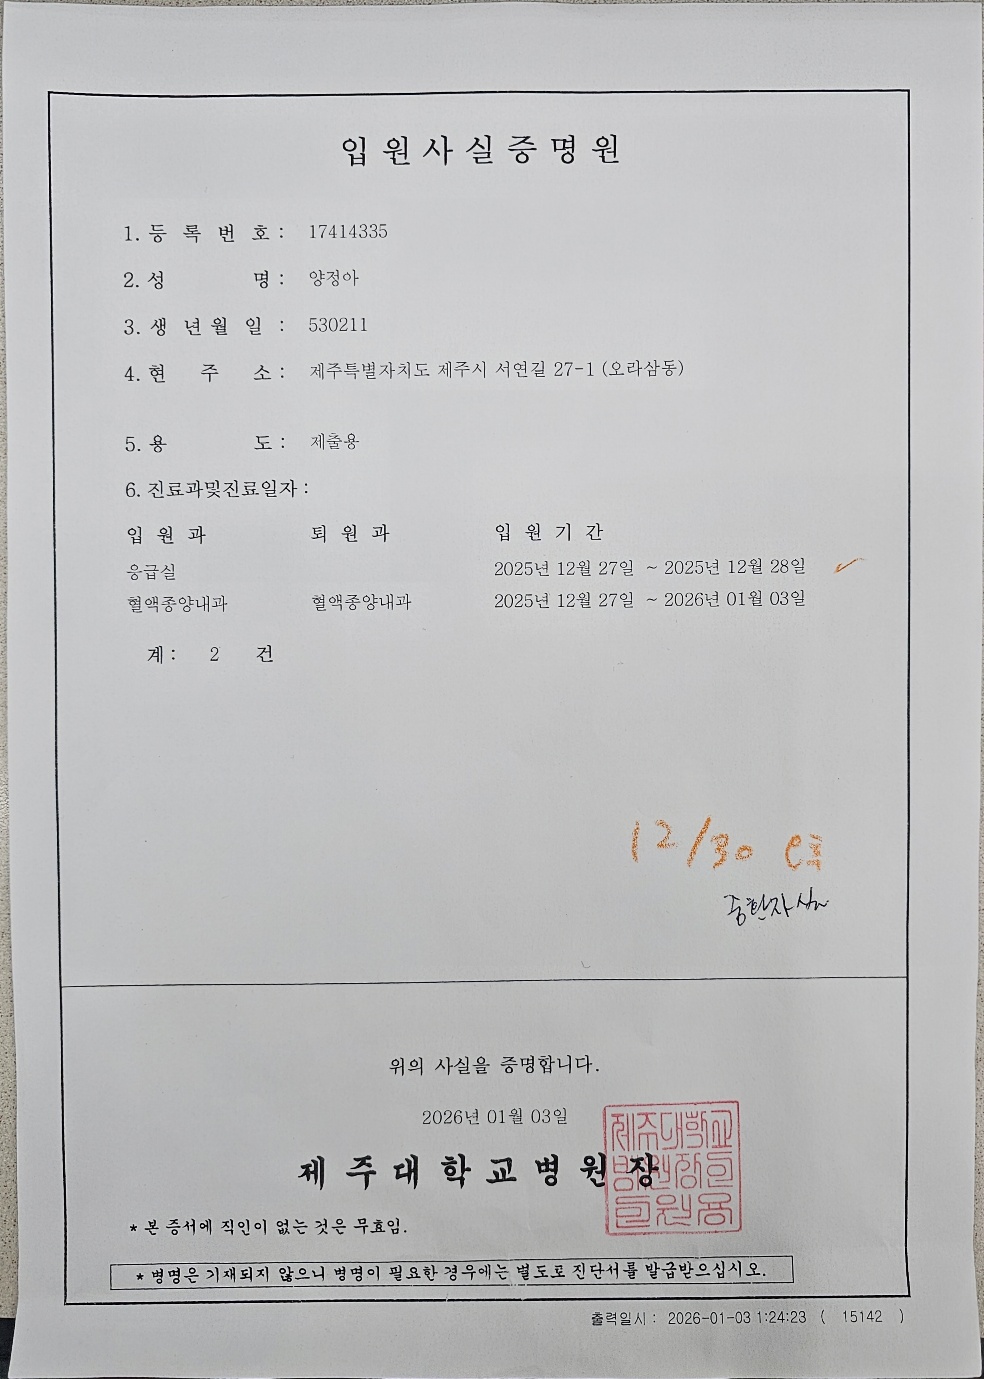 입원사실증명원
1. 등 록 번 호 : 17414335
2. 성 명 : 양정아
3. 생 년 월 일 : 530211
4. 현 주 소 : 제주특별자치도 제주시 서연길 27-1 (오라삼동)
5. 용 도 : 제출용
6. 진료과및진료일자 :
입 원 과 퇴 원 과 입 원 기 간
응급실 2025년 12월 27일 ~ 2025년 12월 28일
혈액종양내과 혈액종양내과 2025년 12월 27일 ~ 2026년 01월 03일
계 : 2 건
12/30
중환자실
위의 사실을 증명합니다.
2026년 01월 03일
제주대학교병원장
* 본 증서에 직인이 없는 것은 무효임.
* 병명은 기재되지 않으니 병명이 필요한 경우에는 별도로 진단서를 발급받으십시오.
출력일시 : 2026-01-03 1:24:23 ( 15142 )